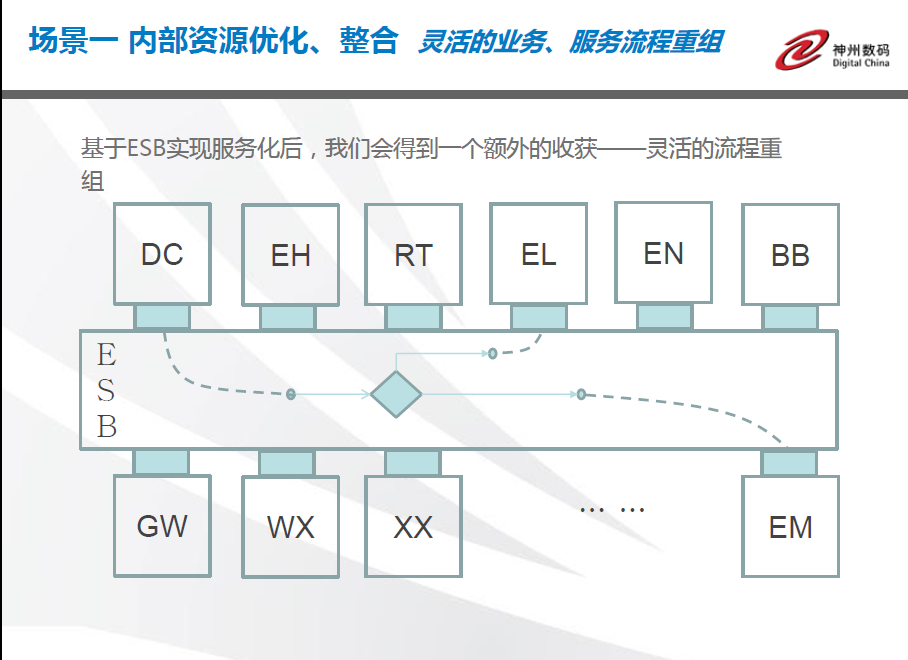 场景一 内部资源优化、整合 灵活的业务、服务流程重组
神州数码
Digital China
基于ESB实现服务化后，我们会得到一个额外的收获——灵活的流程重
组
DC EH RT EL EN BB
E
S
B
GW WX XX … … EM